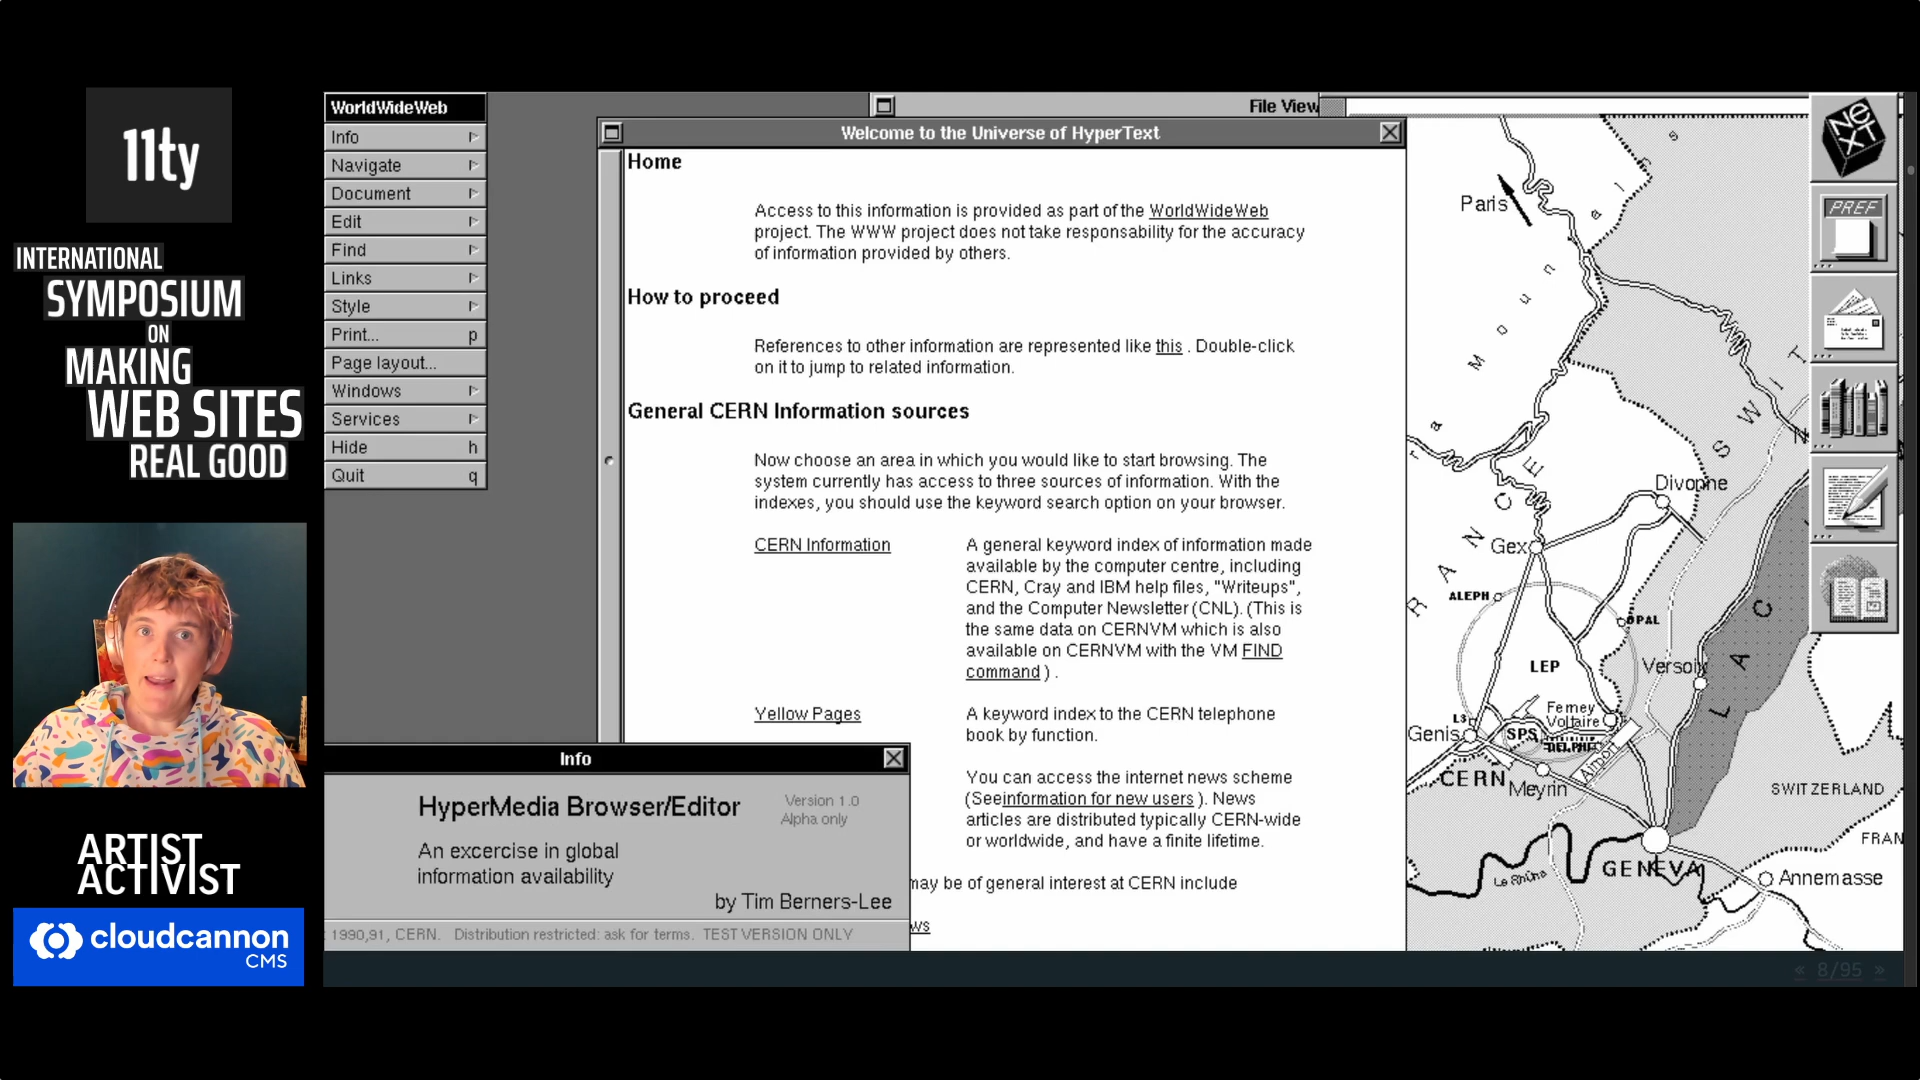 11ty
INTERNATIONAL
SYMPOSIUM
ON
MAKING
WEB SITES
REAL GOOD
ARTIST
ACTIVIST
cloudcannon
CMS
WorldWideWeb
Info
Navigate
Document
Edit
Find
Links
Style
Print... p
Page layout...
Windows
Services
Hide h
Quit q
File View
Welcome to the Universe of HyperText
Home
Access to this information is provided as part of the WorldWideWeb
project. The WWW project does not take responsability for the accuracy
of information provided by others.
How to proceed
References to other information are represented like this . Double-click
on it to jump to related information.
General CERN Information sources
Now choose an area in which you would like to start browsing. The
system currently has access to three sources of information. With the
indexes, you should use the keyword search option on your browser.
CERN Information
A general keyword index of information made
available by the computer centre, including
CERN, Cray and IBM help files, "Writeups",
and the Computer Newsletter (CNL). (This is
the same data on CERNVM which is also
available on CERNVM with the VM FIND
command ) .
Yellow Pages
A keyword index to the CERN telephone
book by function.
You can access the internet news scheme
(Seeinformation for new users ). News
articles are distributed typically CERN-wide
or worldwide, and have a finite lifetime.
may be of general interest at CERN include
ws
Info
HyperMedia Browser/Editor
Version 1.0
Alpha only
An excercise in global
information availability
by Tim Berners-Lee
1990,91, CERN. Distribution restricted: ask for terms. TEST VERSION ONLY
Paris
Divonne
Gex
ALEPH
OPAL
LEP
Versoix
Ferney
Voltaire
L3
Genis
SPS
DELPHI
Airport
CERN
Meyrin
SWITZERLAND
FRAN
GENEVA
Le Rhône
Annemasse
LAC
NeXT
PREF
« 8/95 »